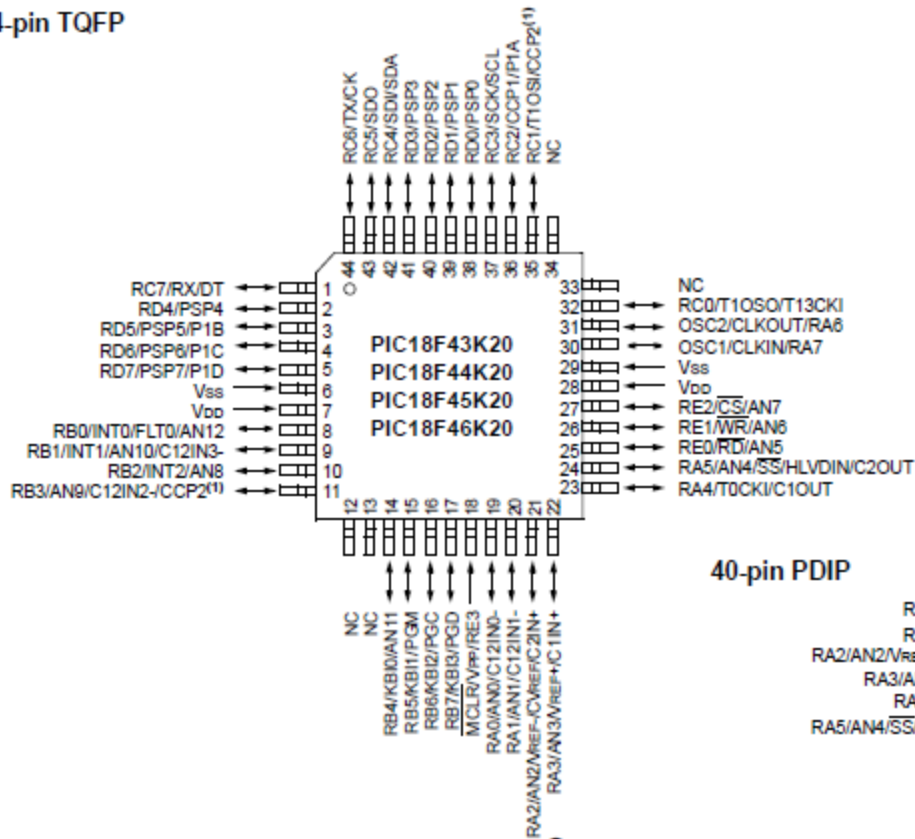 4-pin TQFP
RC6/TX/CK
RC5/SDO
RC4/SDI/SDA
RD3/PSP3
RD2/PSP2
RD1/PSP1
RD0/PSP0
RC3/SCK/SCL
RC2/CCP1/P1A
RC1/T1OSI/CCP2(1)
NC
44 43 42 41 40 39 38 37 36 35 34
RC7/RX/DT 1
RD4/PSP4 2
RD5/PSP5/P1B 3
RD6/PSP6/P1C 4
RD7/PSP7/P1D 5
VSS 6
VDD 7
RB0/INT0/FLT0/AN12 8
RB1/INT1/AN10/C12IN3- 9
RB2/INT2/AN8 10
RB3/AN9/C12IN2-/CCP2(1) 11
PIC18F43K20
PIC18F44K20
PIC18F45K20
PIC18F46K20
33 NC
32 RC0/T1OSO/T13CKI
31 OSC2/CLKOUT/RA6
30 OSC1/CLKIN/RA7
29 VSS
28 VDD
27 RE2/CS/AN7
26 RE1/WR/AN6
25 RE0/RD/AN5
24 RA5/AN4/SS/HLVDIN/C2OUT
23 RA4/T0CKI/C1OUT
12 13 14 15 16 17 18 19 20 21 22
NC
NC
RB4/KBI0/AN11
RB5/KBI1/PGM
RB6/KBI2/PGC
RB7/KBI3/PGD
MCLR/VPP/RE3
RA0/AN0/C12IN0-
RA1/AN1/C12IN1-
RA2/AN2/VREF-/CVREF/C2IN+
RA3/AN3/VREF+/C1IN+
40-pin PDIP
R
R
RA2/AN2/VRE
RA3/A
RA
RA5/AN4/SS/